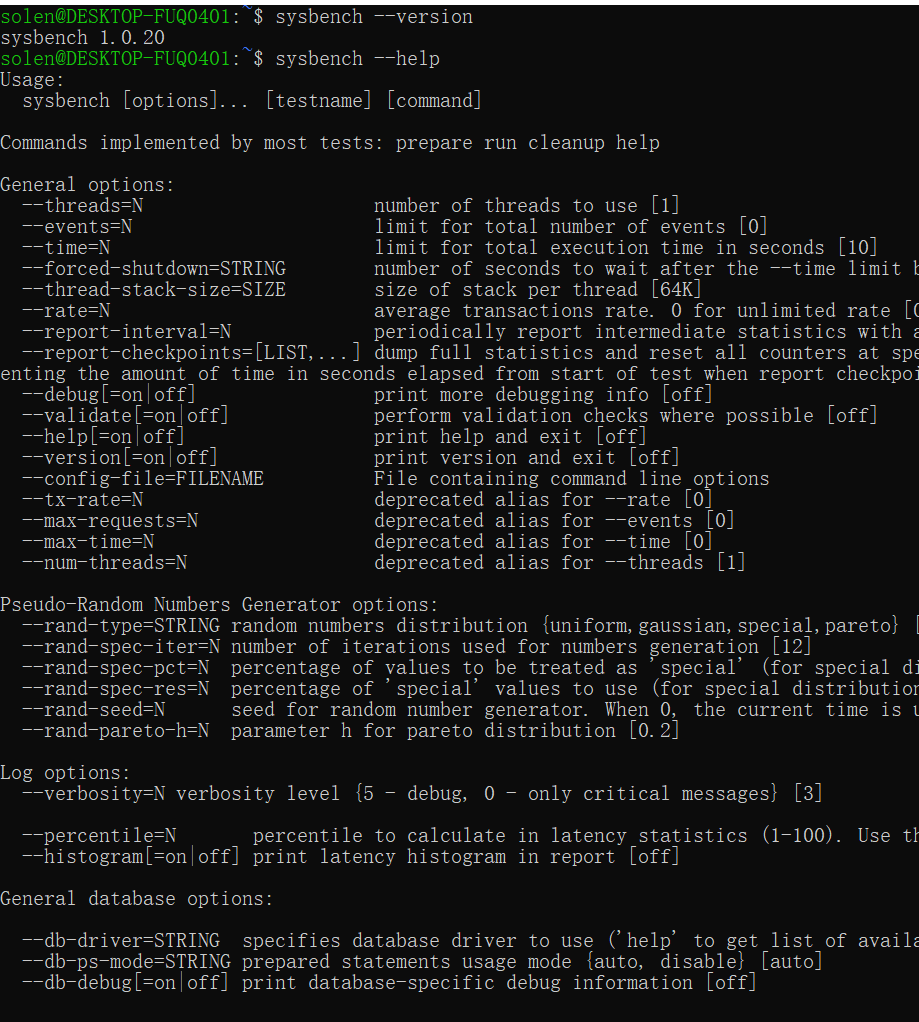 solen@DESKTOP-FUQO401:~$ sysbench --version
sysbench 1.0.20
solen@DESKTOP-FUQO401:~$ sysbench --help
Usage:
  sysbench [options]... [testname] [command]

Commands implemented by most tests: prepare run cleanup help

General options:
  --threads=N                     number of threads to use [1]
  --events=N                      limit for total number of events [0]
  --time=N                        limit for total execution time in seconds [10]
  --forced-shutdown=STRING        number of seconds to wait after the --time limit
  --thread-stack-size=SIZE        size of stack per thread [64K]
  --rate=N                        average transactions rate. 0 for unlimited rate [0
  --report-interval=N             periodically report intermediate statistics with a
  --report-checkpoints=[LIST,...] dump full statistics and reset all counters at spe
enting the amount of time in seconds elapsed from start of test when report checkpoi
  --debug[=on|off]                print more debugging info [off]
  --validate[=on|off]             perform validation checks where possible [off]
  --help[=on|off]                 print help and exit [off]
  --version[=on|off]              print version and exit [off]
  --config-file=FILENAME          File containing command line options
  --tx-rate=N                     deprecated alias for --rate [0]
  --max-requests=N                deprecated alias for --events [0]
  --max-time=N                    deprecated alias for --time [0]
  --num-threads=N                 deprecated alias for --threads [1]

Pseudo-Random Numbers Generator options:
  --rand-type=STRING random numbers distribution {uniform,gaussian,special,pareto} [
  --rand-spec-iter=N number of iterations used for numbers generation [12]
  --rand-spec-pct=N  percentage of values to be treated as 'special' (for special di
  --rand-spec-res=N  percentage of 'special' values to use (for special distribution
  --rand-seed=N      seed for random number generator. When 0, the current time is u
  --rand-pareto-h=N  parameter h for pareto distribution [0.2]

Log options:
  --verbosity=N verbosity level {5 - debug, 0 - only critical messages} [3]

  --percentile=N       percentile to calculate in latency statistics (1-100). Use th
  --histogram[=on|off] print latency histogram in report [off]

General database options:

  --db-driver=STRING  specifies database driver to use ('help' to get list of availa
  --db-ps-mode=STRING prepared statements usage mode {auto, disable} [auto]
  --db-debug[=on|off] print database-specific debug information [off]